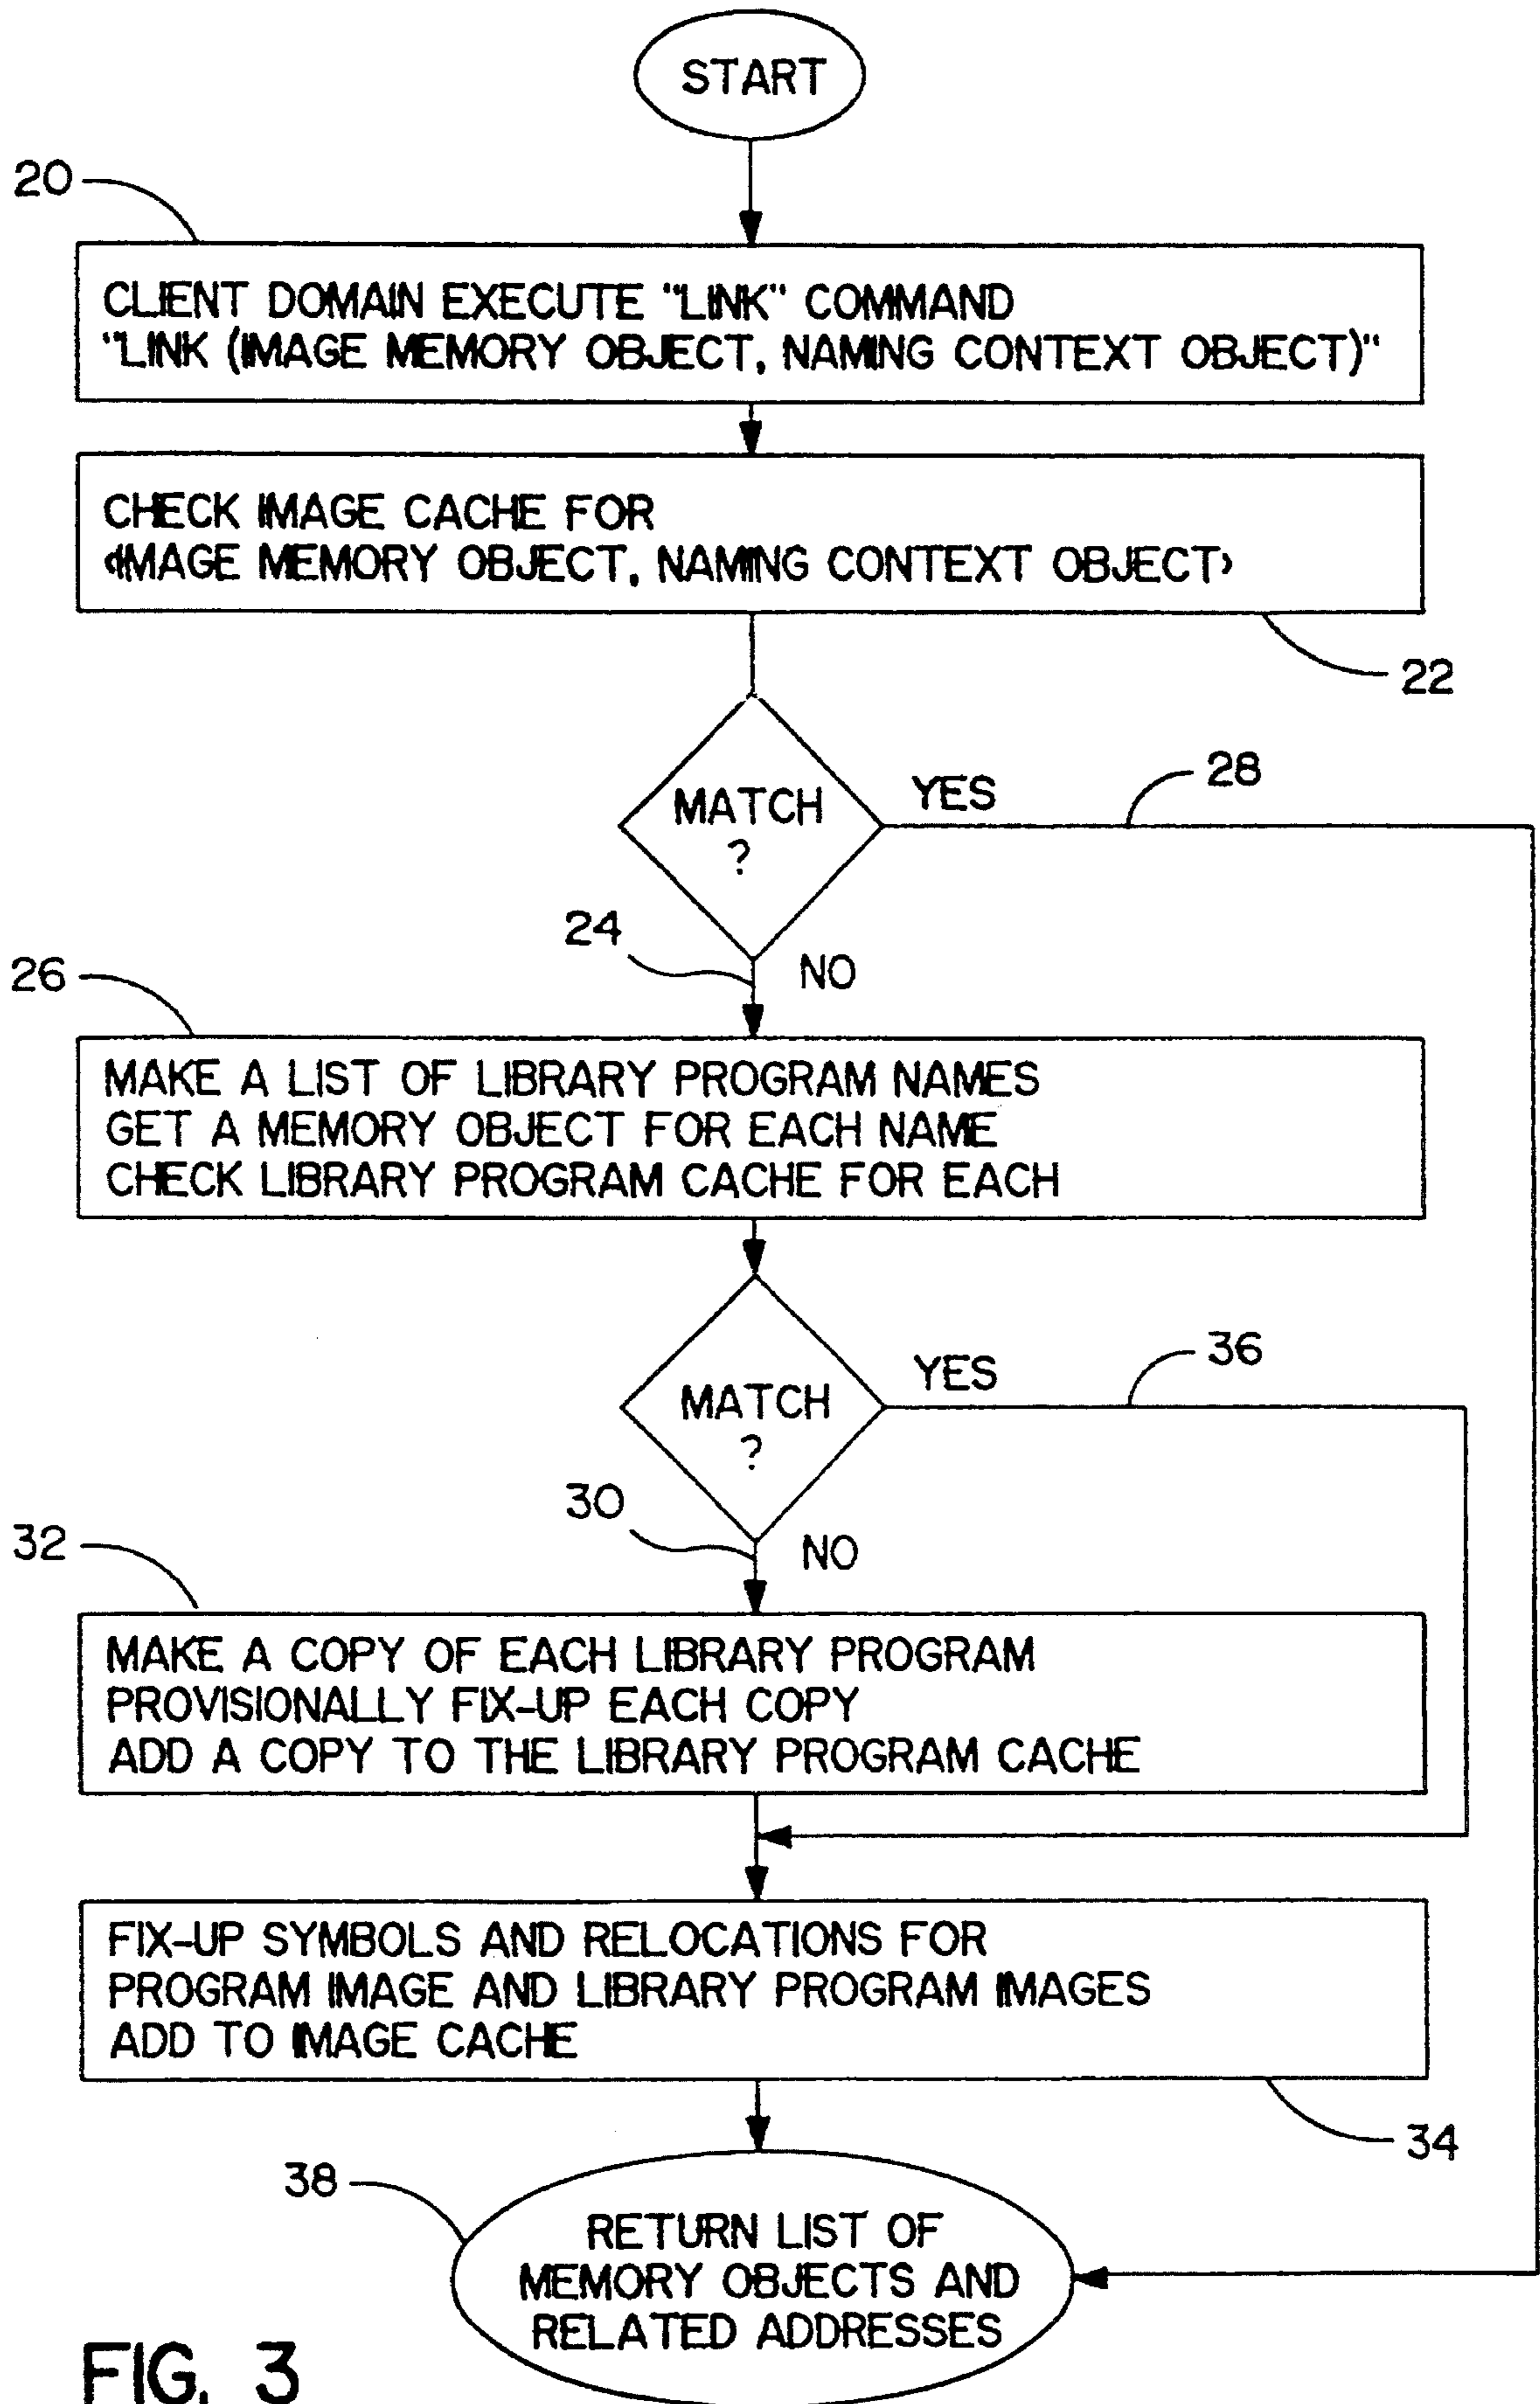 START
20
CLIENT DOMAIN EXECUTE "LINK" COMMAND
"LINK (IMAGE MEMORY OBJECT, NAMING CONTEXT OBJECT)"
CHECK IMAGE CACHE FOR
<IMAGE MEMORY OBJECT, NAMING CONTEXT OBJECT>
22
MATCH
?
YES
28
24
NO
26
MAKE A LIST OF LIBRARY PROGRAM NAMES
GET A MEMORY OBJECT FOR EACH NAME
CHECK LIBRARY PROGRAM CACHE FOR EACH
MATCH
?
YES
36
30
NO
32
MAKE A COPY OF EACH LIBRARY PROGRAM
PROVISIONALLY FIX-UP EACH COPY
ADD A COPY TO THE LIBRARY PROGRAM CACHE
FIX-UP SYMBOLS AND RELOCATIONS FOR
PROGRAM IMAGE AND LIBRARY PROGRAM IMAGES
ADD TO IMAGE CACHE
34
38
RETURN LIST OF
MEMORY OBJECTS AND
RELATED ADDRESSES
FIG. 3